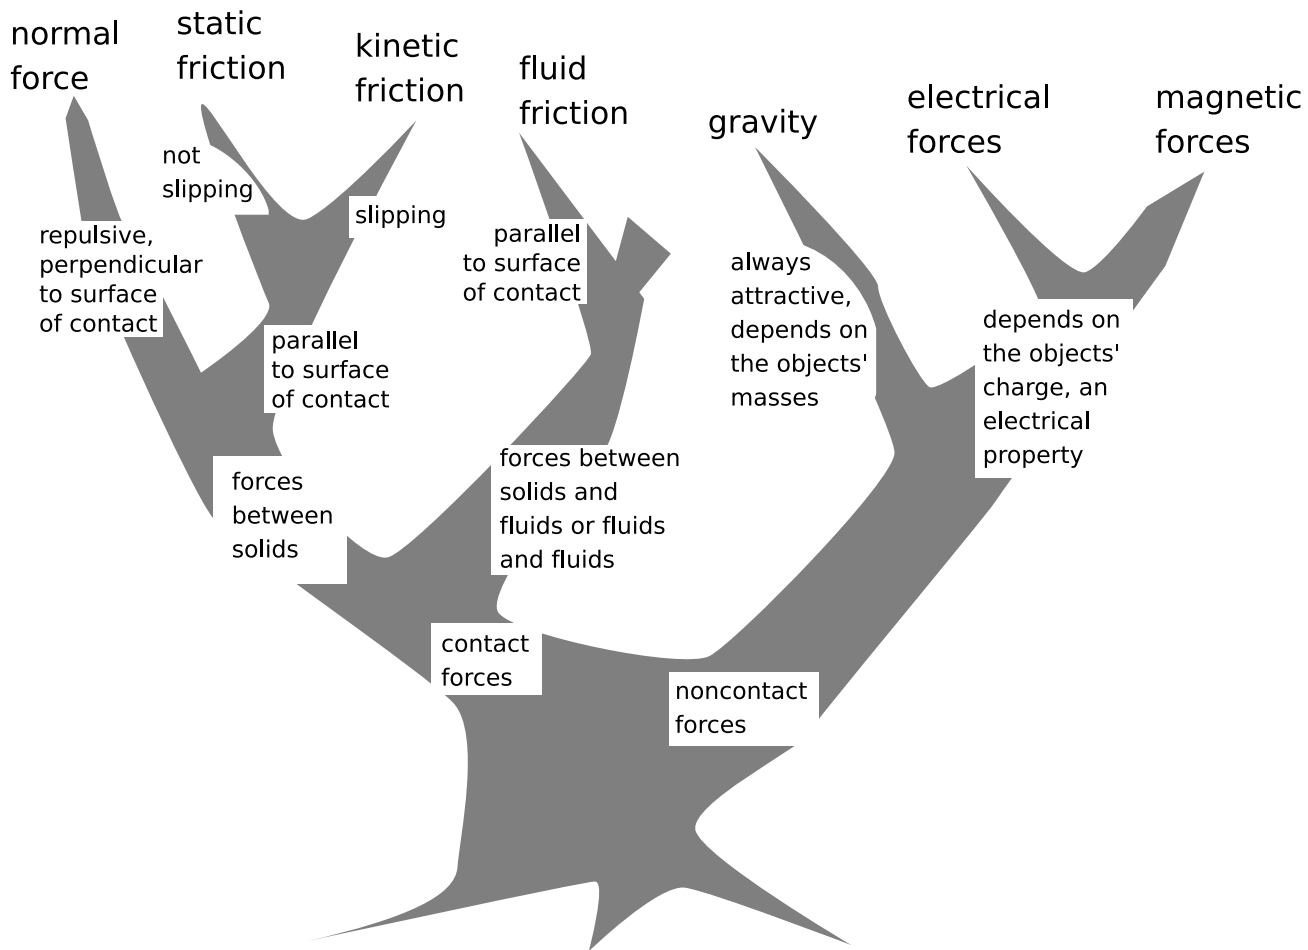 normal
force
static
friction
kinetic
friction
fluid
friction
gravity
electrical
forces
magnetic
forces
not
slipping
slipping
repulsive,
perpendicular
to surface
of contact
parallel
to surface
of contact
parallel
to surface
of contact
always
attractive,
depends on
the objects'
masses
depends on
the objects'
charge, an
electrical
property
forces
between
solids
forces between
solids and
fluids or fluids
and fluids
contact
forces
noncontact
forces